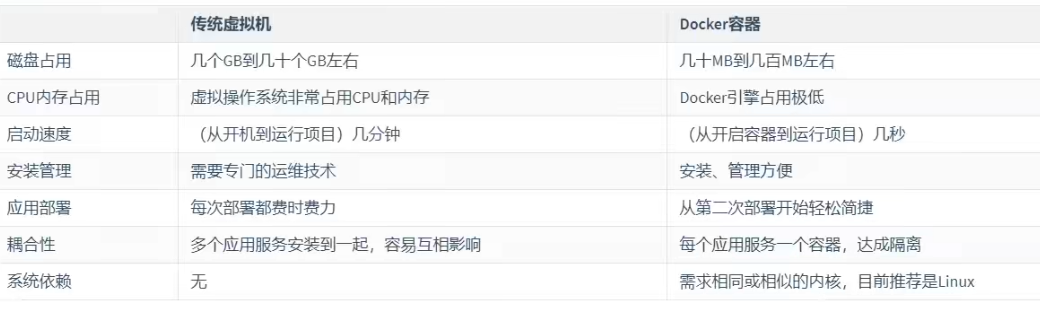 传统虚拟机 Docker容器
磁盘占用 几个GB到几十个GB左右 几十MB到几百MB左右
CPU内存占用 虚拟操作系统非常占用CPU和内存 Docker引擎占用极低
启动速度 （从开机到运行项目）几分钟 （从开启容器到运行项目）几秒
安装管理 需要专门的运维技术 安装、管理方便
应用部署 每次部署都费时费力 从第二次部署开始轻松简捷
耦合性 多个应用服务安装到一起，容易互相影响 每个应用服务一个容器，达成隔离
系统依赖 无 需求相同或相似的内核，目前推荐是Linux